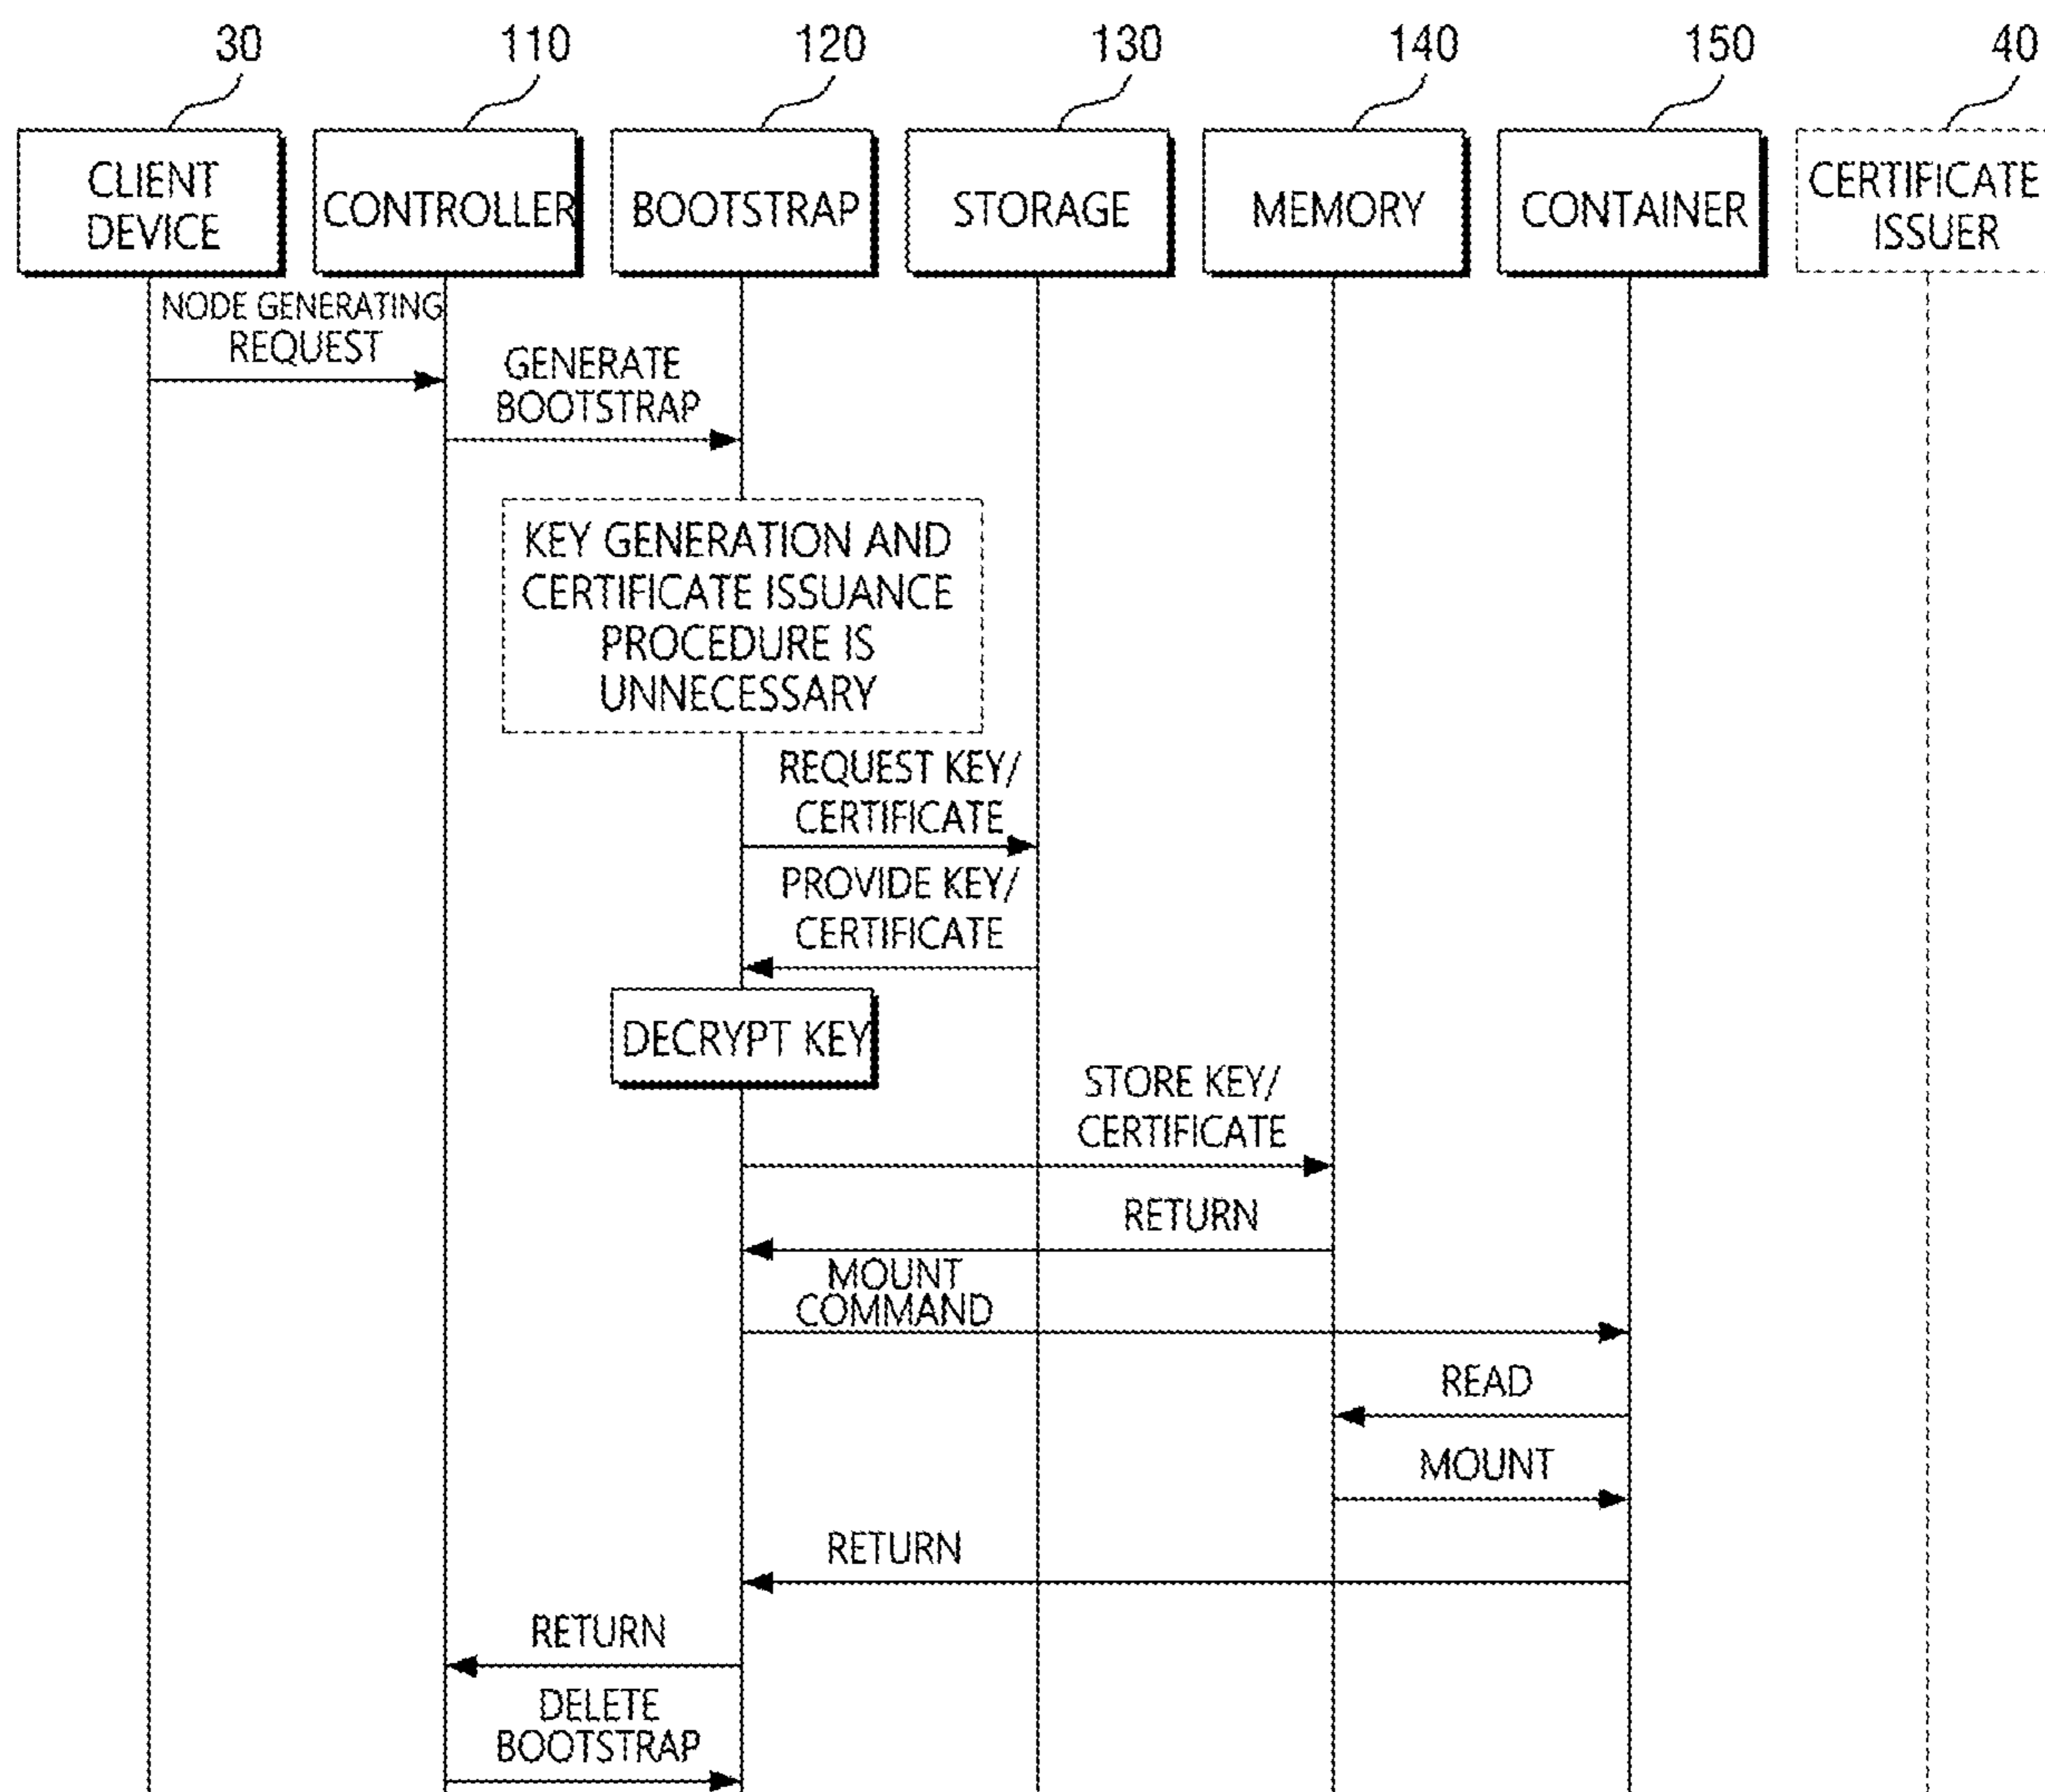 30
110
120
130
140
150
40
CLIENT
DEVICE
CONTROLLER
BOOTSTRAP
STORAGE
MEMORY
CONTAINER
CERTIFICATE
ISSUER
NODE GENERATING
REQUEST
GENERATE
BOOTSTRAP
KEY GENERATION AND
CERTIFICATE ISSUANCE
PROCEDURE IS
UNNECESSARY
REQUEST KEY/
CERTIFICATE
PROVIDE KEY/
CERTIFICATE
DECRYPT KEY
STORE KEY/
CERTIFICATE
RETURN
MOUNT
COMMAND
READ
MOUNT
RETURN
RETURN
DELETE
BOOTSTRAP